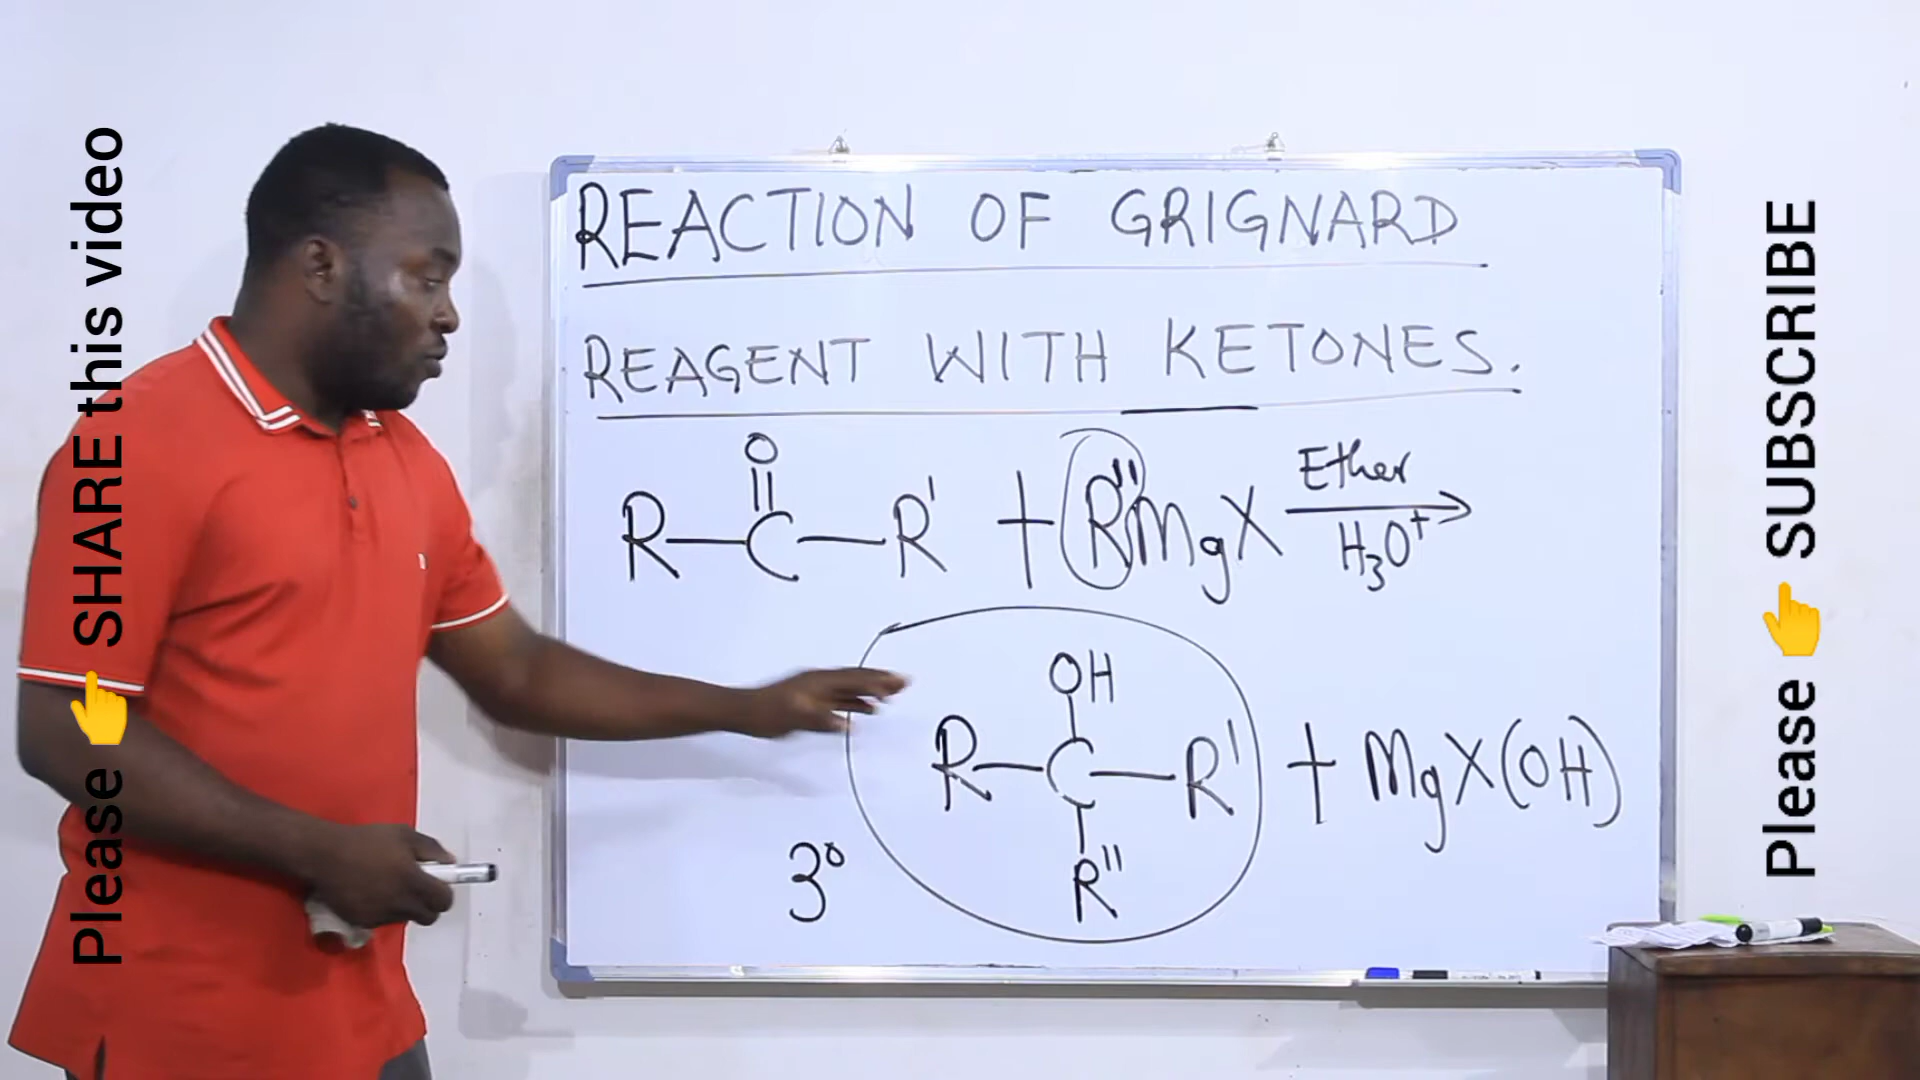 REACTION OF GRIGNARD
REAGENT WITH KETONES.
O
R—C—R' + R''MgX
Ether
H₃O⁺
OH
R—C—R' + MgX(OH)
R''
3°
Please 👆 SHARE this video
Please 👆 SUBSCRIBE